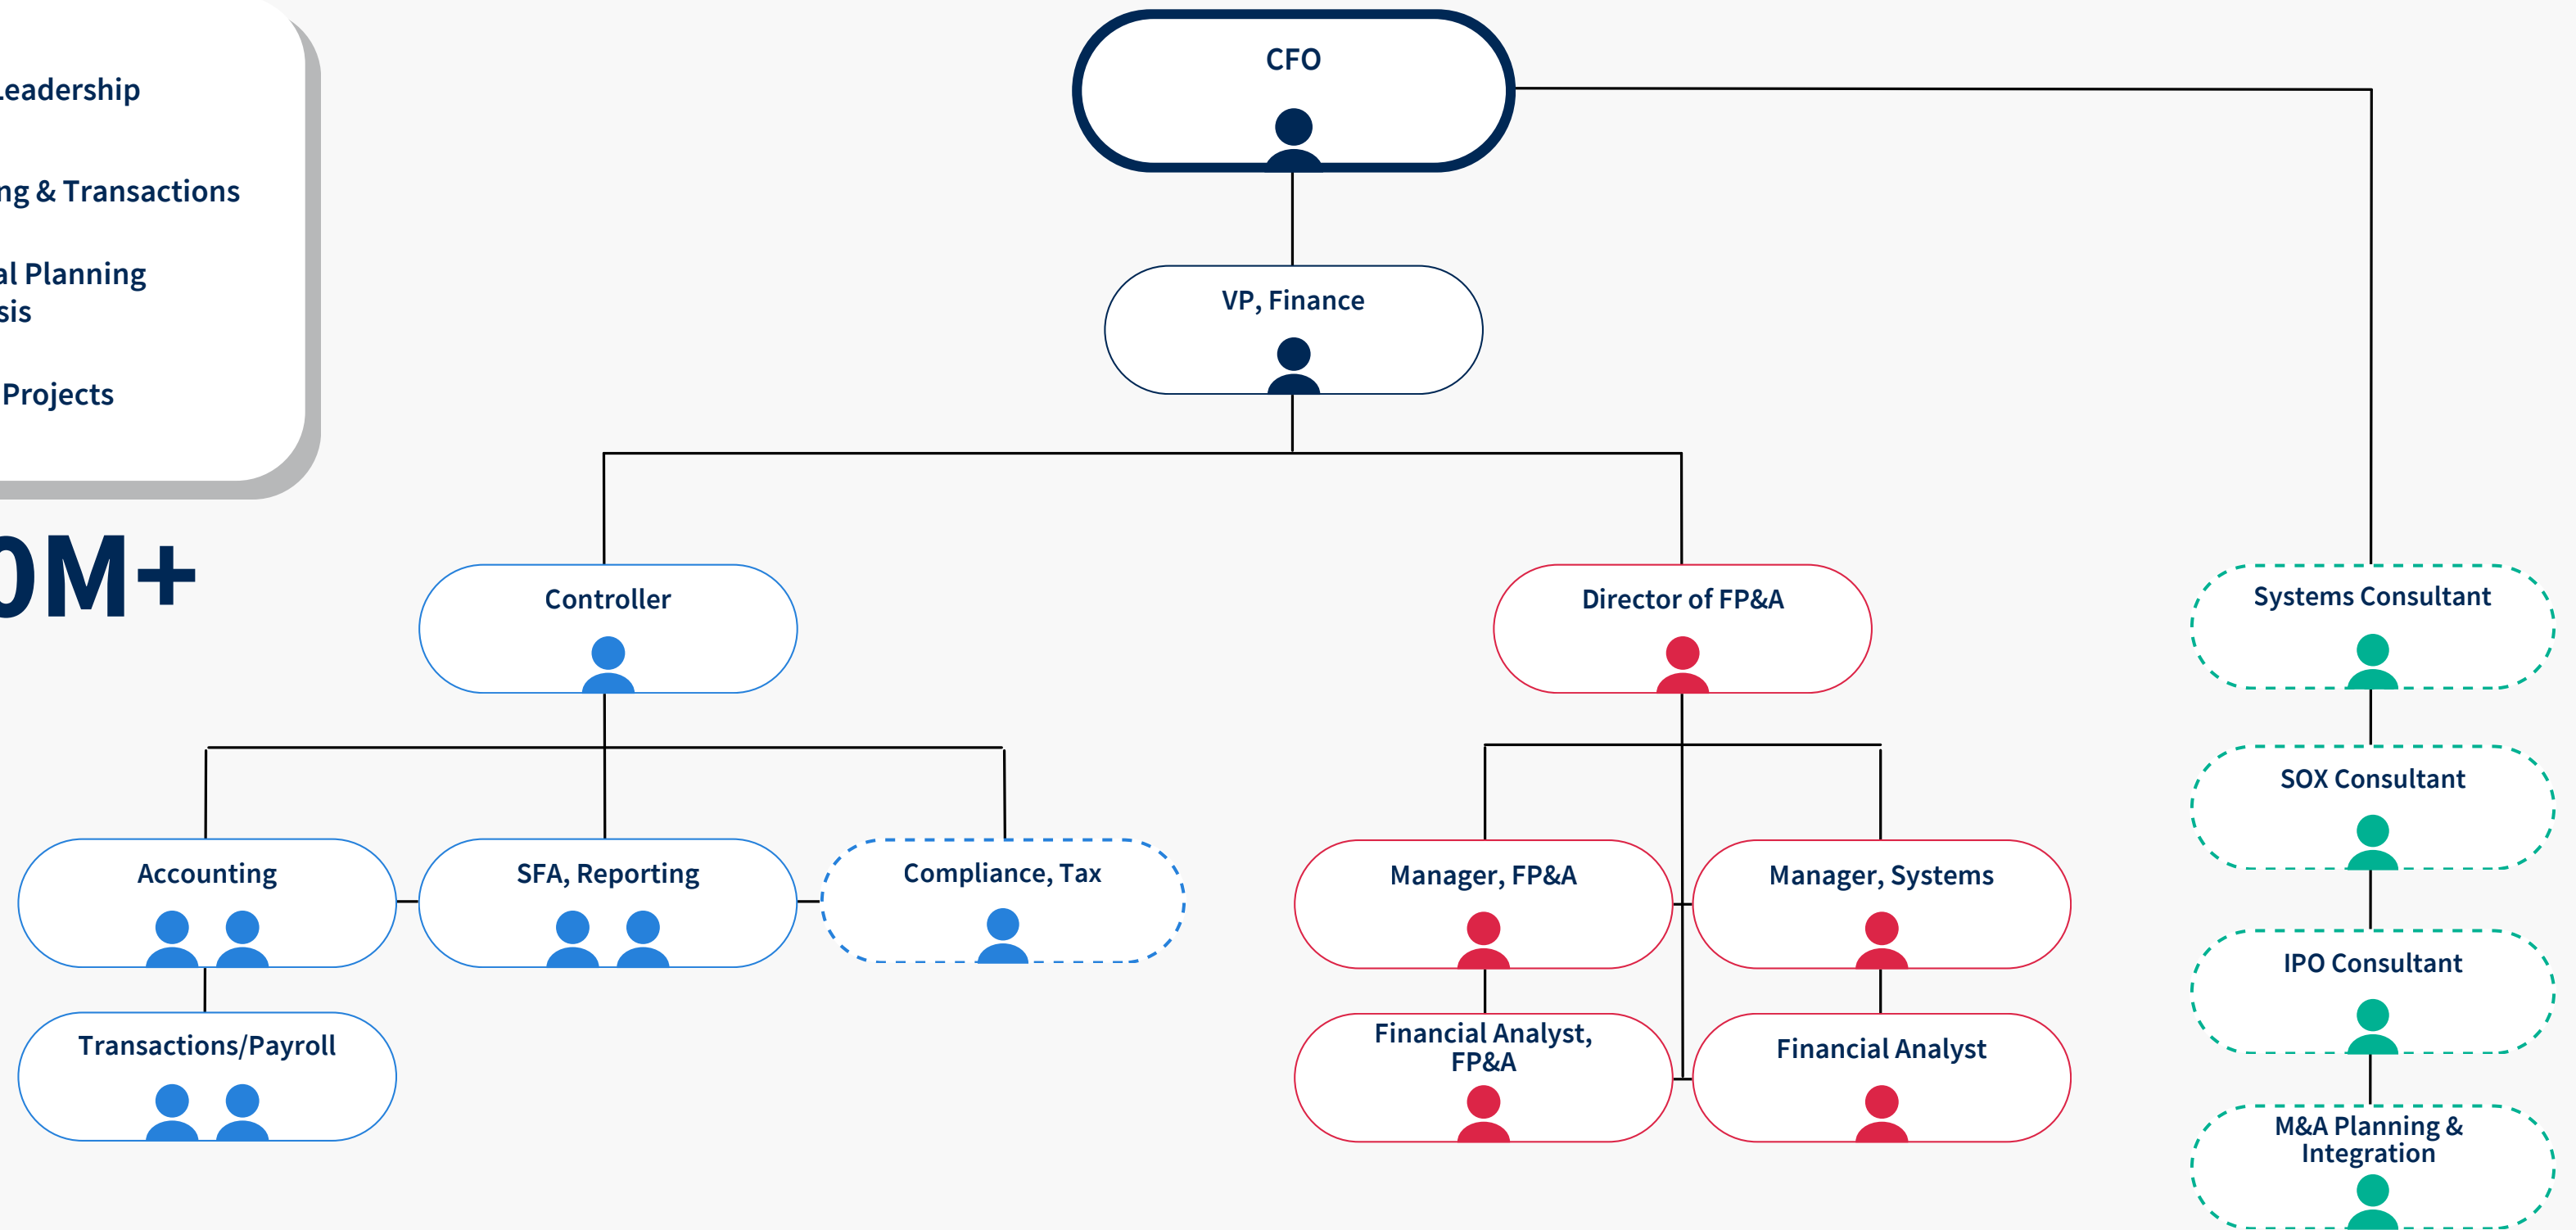 Leadership
ng & Transactions
al Planning
sis
Projects
0M+
CFO
VP, Finance
Controller
Director of FP&A
Systems Consultant
SOX Consultant
IPO Consultant
M&A Planning &
Integration
Accounting
SFA, Reporting
Compliance, Tax
Manager, FP&A
Manager, Systems
Transactions/Payroll
Financial Analyst,
FP&A
Financial Analyst